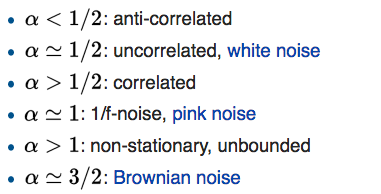 • α < 1/2: anti-correlated
• α ≃ 1/2: uncorrelated, white noise
• α > 1/2: correlated
• α ≃ 1: 1/f-noise, pink noise
• α > 1: non-stationary, unbounded
• α ≃ 3/2: Brownian noise